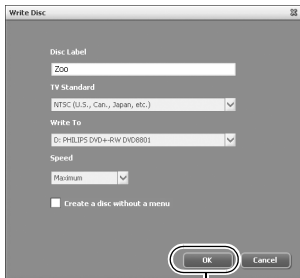 Write Disc
Disc Label
Zoo
TV Standard
NTSC (U.S., Can., Japan, etc.)
Write To
D: PHILIPS DVD+-RW DVD8801
Speed
Maximum
Create a disc without a menu
OK
Cancel